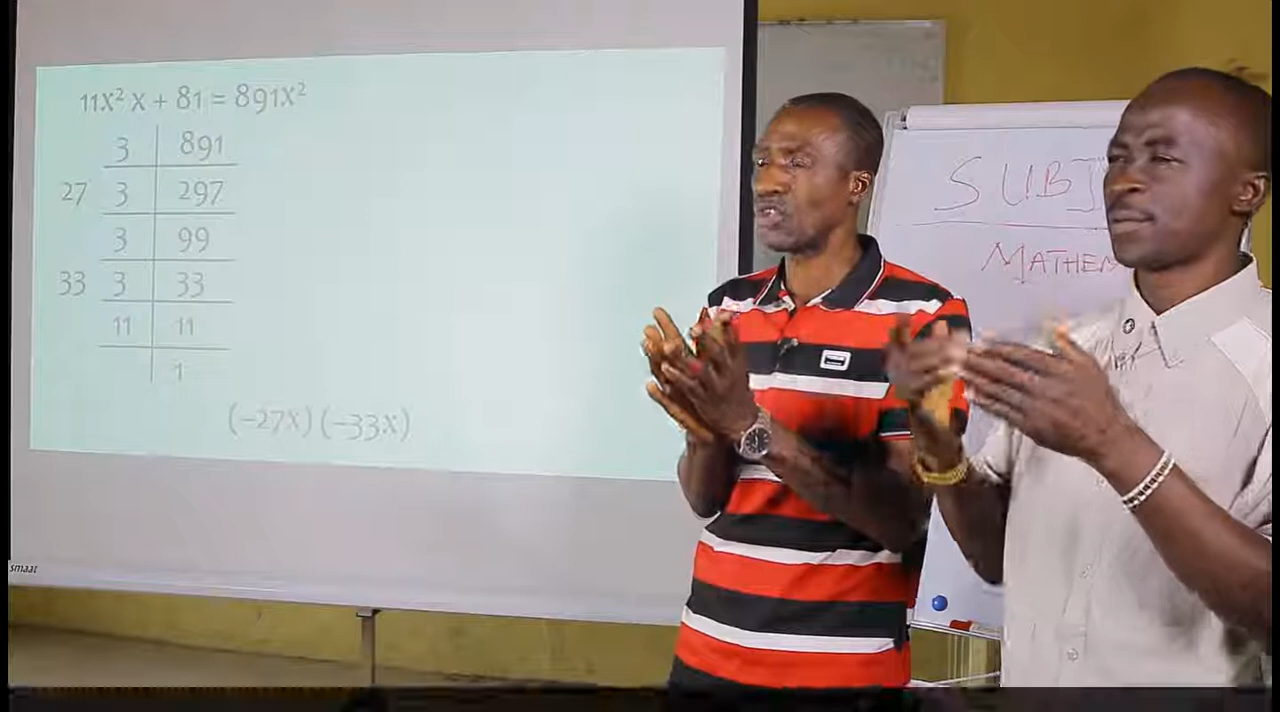 11x² x + 81 = 891x²
3 | 891
27 3 | 297
3 | 99
33 3 | 33
11 | 11
1
(-27x) (-33x)
smaat
SUBJ
MATHEM